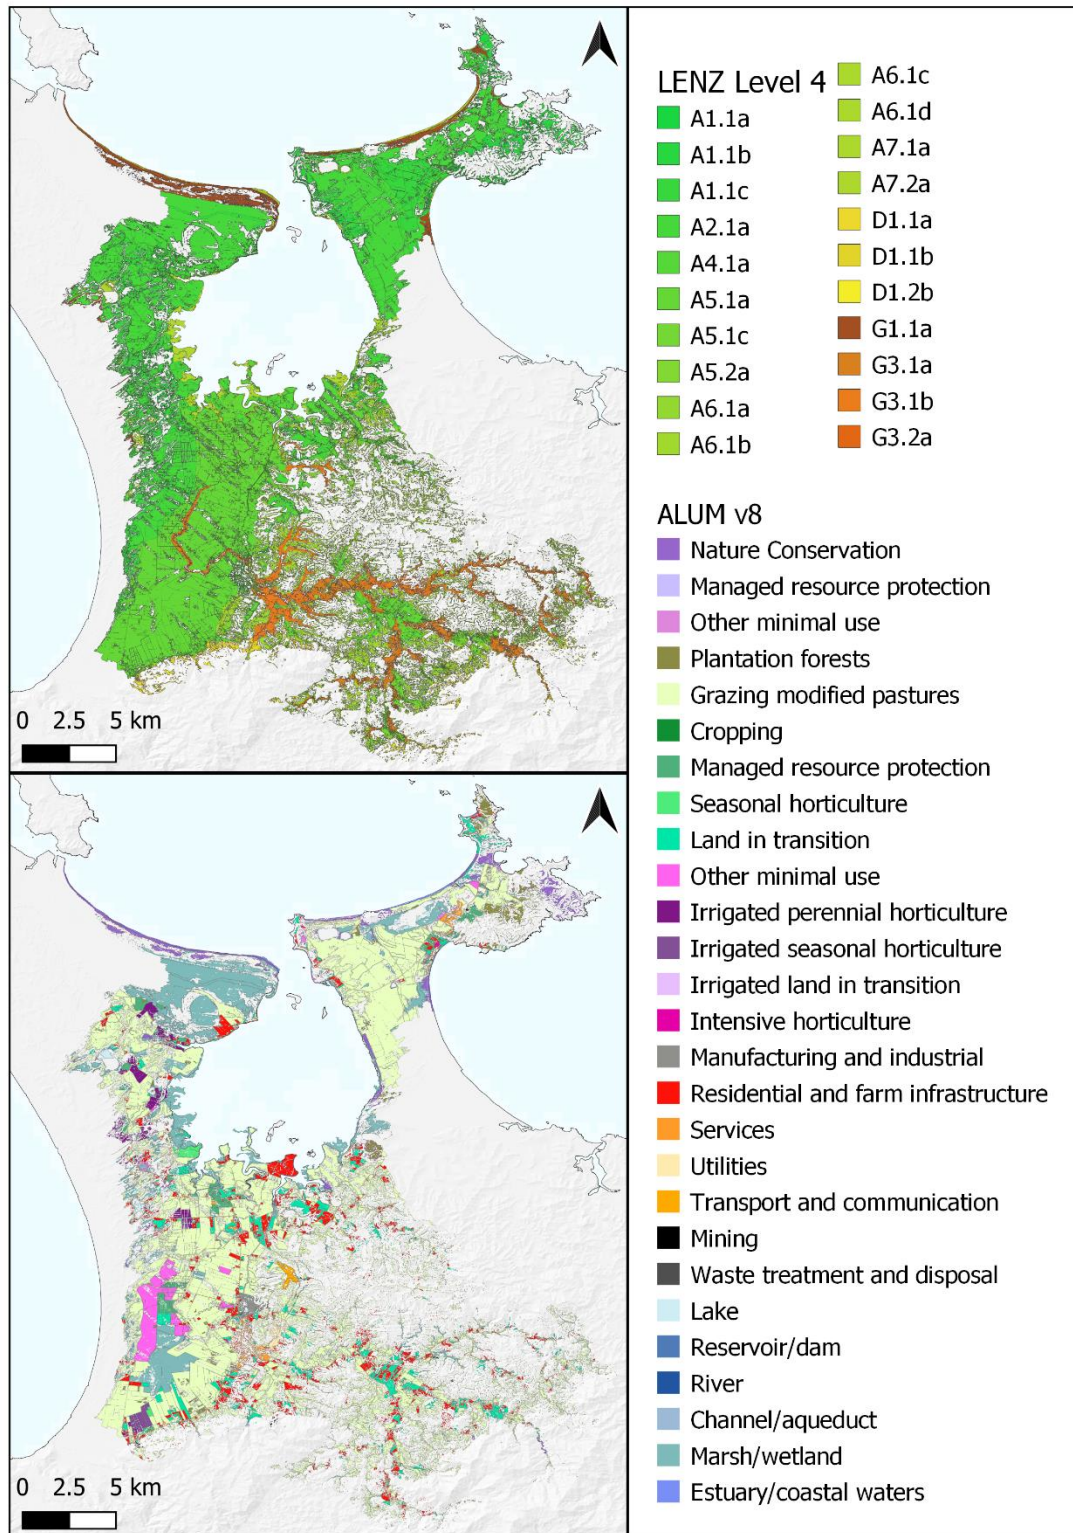 LENZ Level 4
A1.1a
A1.1b
A1.1c
A2.1a
A4.1a
A5.1a
A5.1c
A5.2a
A6.1a
A6.1b
A6.1c
A6.1d
A7.1a
A7.2a
D1.1a
D1.1b
D1.2b
G1.1a
G3.1a
G3.1b
G3.2a
0 2.5 5 km
ALUM v8
Nature Conservation
Managed resource protection
Other minimal use
Plantation forests
Grazing modified pastures
Cropping
Managed resource protection
Seasonal horticulture
Land in transition
Other minimal use
Irrigated perennial horticulture
Irrigated seasonal horticulture
Irrigated land in transition
Intensive horticulture
Manufacturing and industrial
Residential and farm infrastructure
Services
Utilities
Transport and communication
Mining
Waste treatment and disposal
Lake
Reservoir/dam
River
Channel/aqueduct
Marsh/wetland
Estuary/coastal waters
0 2.5 5 km